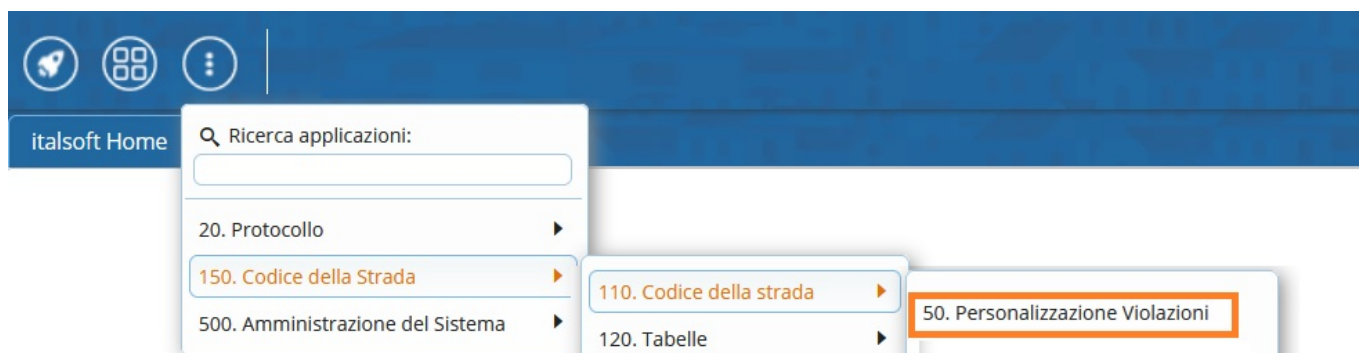 italsoft Home
Ricerca applicazioni:
20. Protocollo
150. Codice della Strada
500. Amministrazione del Sistema
110. Codice della strada
120. Tabelle
50. Personalizzazione Violazioni